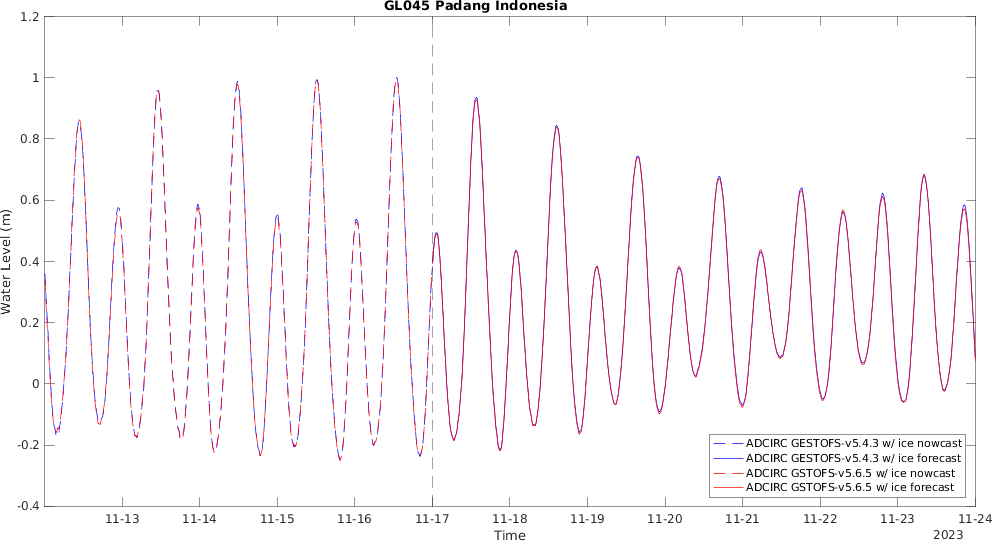 GL045 Padang Indonesia
1.2
1
0.8
0.6
0.4
0.2
0
-0.2
-0.4
Water Level (m)
ADCIRC GESTOFS-v5.4.3 w/ ice nowcast
ADCIRC GESTOFS-v5.4.3 w/ ice forecast
ADCIRC GSTOFS-v5.6.5 w/ ice nowcast
ADCIRC GSTOFS-v5.6.5 w/ ice forecast
11-13 11-14 11-15 11-16 11-17 11-18 11-19 11-20 11-21 11-22 11-23 11-24
Time
2023